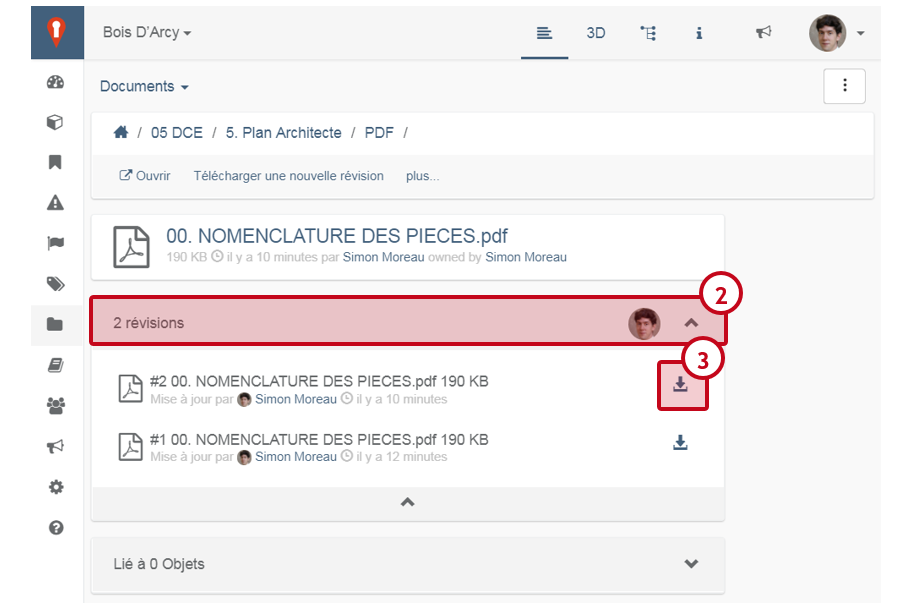 Bois D'Arcy
3D
Documents
/ 05 DCE / 5. Plan Architecte / PDF /
Ouvrir Télécharger une nouvelle révision plus...
00. NOMENCLATURE DES PIECES.pdf
190 KB il y a 10 minutes par Simon Moreau owned by Simon Moreau
2
2 révisions
3
#2 00. NOMENCLATURE DES PIECES.pdf 190 KB
Mise à jour par Simon Moreau il y a 10 minutes
#1 00. NOMENCLATURE DES PIECES.pdf 190 KB
Mise à jour par Simon Moreau il y a 12 minutes
Lié à 0 Objets